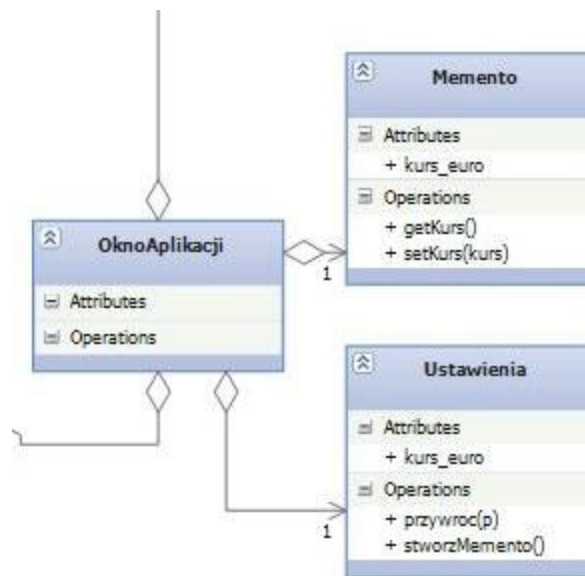 Memento
Attributes
+ kurs_euro
Operations
+ getKurs()
+ setKurs(kurs)
1
OknoAplikacji
Attributes
Operations
Ustawienia
Attributes
+ kurs_euro
Operations
+ przywroc(p)
+ stworzMemento()
1